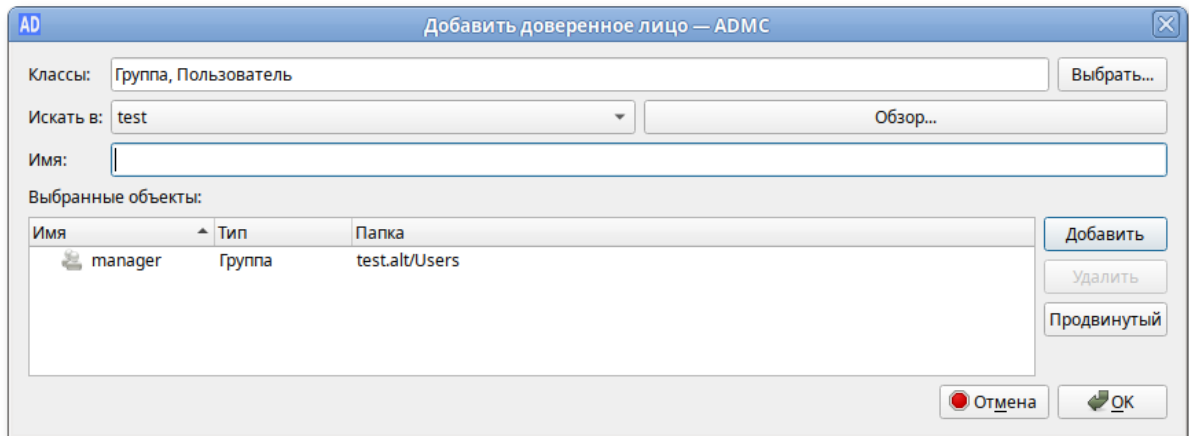 AD Добавить доверенное лицо — ADMC
Классы: Группа, Пользователь Выбрать...
Искать в: test Обзор...
Имя:
Выбранные объекты:
Имя Тип Папка
manager Группа test.alt/Users
Добавить
Удалить
Продвинутый
Отмена OK